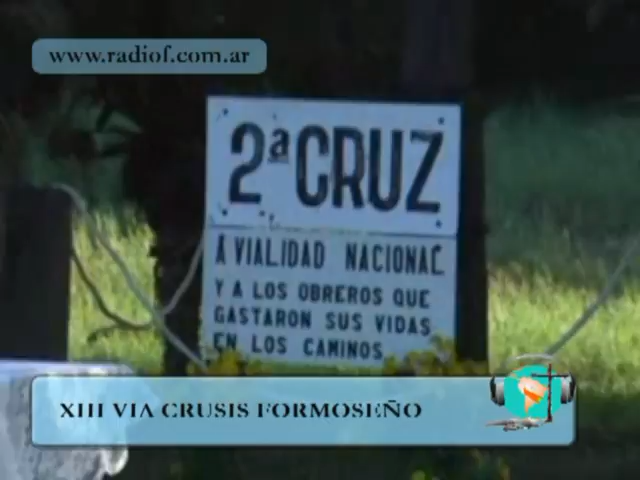 www.radiof.com.ar
2ª CRUZ
A VIALIDAD NACIONAL
Y A LOS OBREROS QUE
GASTARON SUS VIDAS
EN LOS CAMINOS
XIII VIA CRUSIS FORMOSEÑO